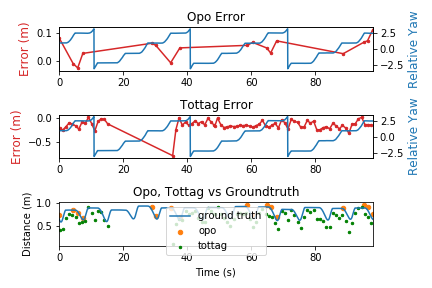 Opo Error
Error (m)
0.1
0.0
2.5
0.0
−2.5
Relative Yaw
0 20 40 60 80
Tottag Error
Error (m)
0.0
−0.5
2.5
0.0
−2.5
Relative Yaw
0 20 40 60 80
Opo, Tottag vs Groundtruth
Distance (m)
1.0
0.5
ground truth
opo
tottag
0 20 40 60 80
Time (s)